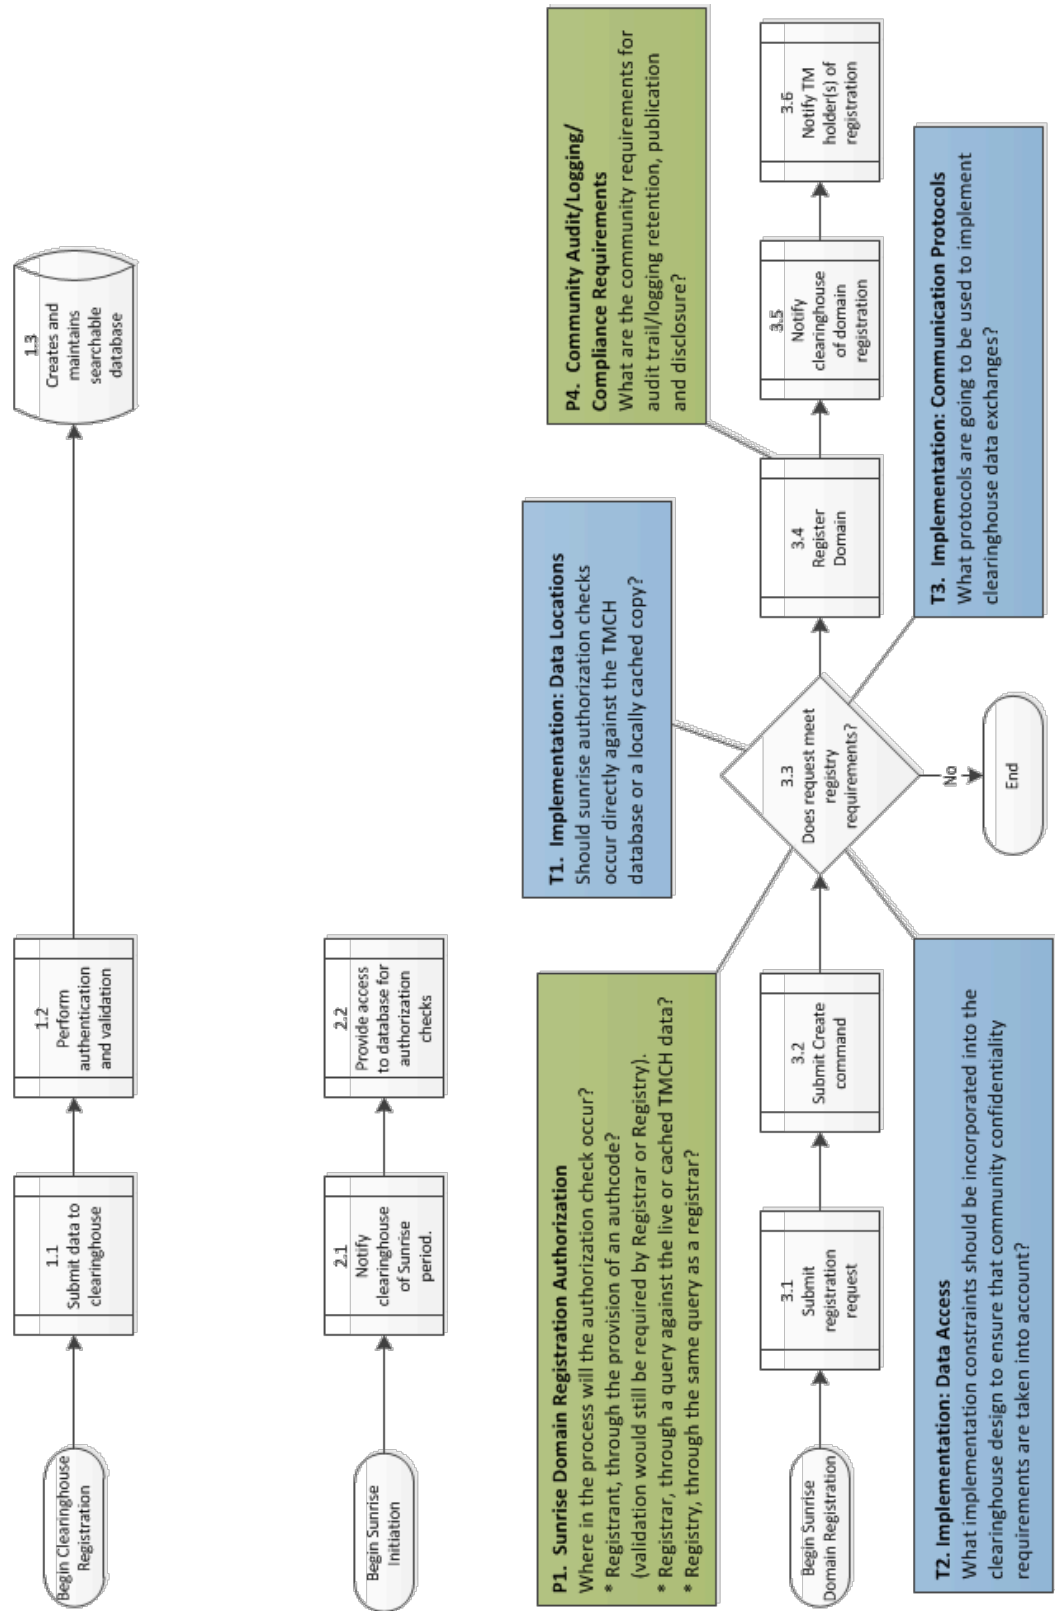 Begin Clearinghouse
Registration
1.1
Submit data to
clearinghouse
1.2
Perform
authentication
and validation
1.3
Creates and
maintains
searchable
database
Begin Sunrise
Initiation
2.1
Notify
clearinghouse
of Sunrise
period.
2.2
Provide access
to database for
authorization
checks
P1. Sunrise Domain Registration Authorization
Where in the process will the authorization check occur?
* Registrant, through the provision of an authcode?
(validation would still be required by Registrar or Registry).
* Registrar, through a query against the live or cached TMCH data?
* Registry, through the same query as a registrar?
T1. Implementation: Data Locations
Should sunrise authorization checks
occur directly against the TMCH
database or a locally cached copy?
P4. Community Audit/Logging/
Compliance Requirements
What are the community requirements for
audit trail/logging retention, publication
and disclosure?
Begin Sunrise
Domain Registration
3.1
Submit
registration
request
3.2
Submit Create
command
3.3
Does request meet
registry
requirements?
No
End
3.4
Register
Domain
3.5
Notify
clearinghouse
of domain
registration
3.6
Notify TM
holder(s) of
registration
T2. Implementation: Data Access
What implementation constraints should be incorporated into the
clearinghouse design to ensure that community confidentiality
requirements are taken into account?
T3. Implementation: Communication Protocols
What protocols are going to be used to implement
clearinghouse data exchanges?